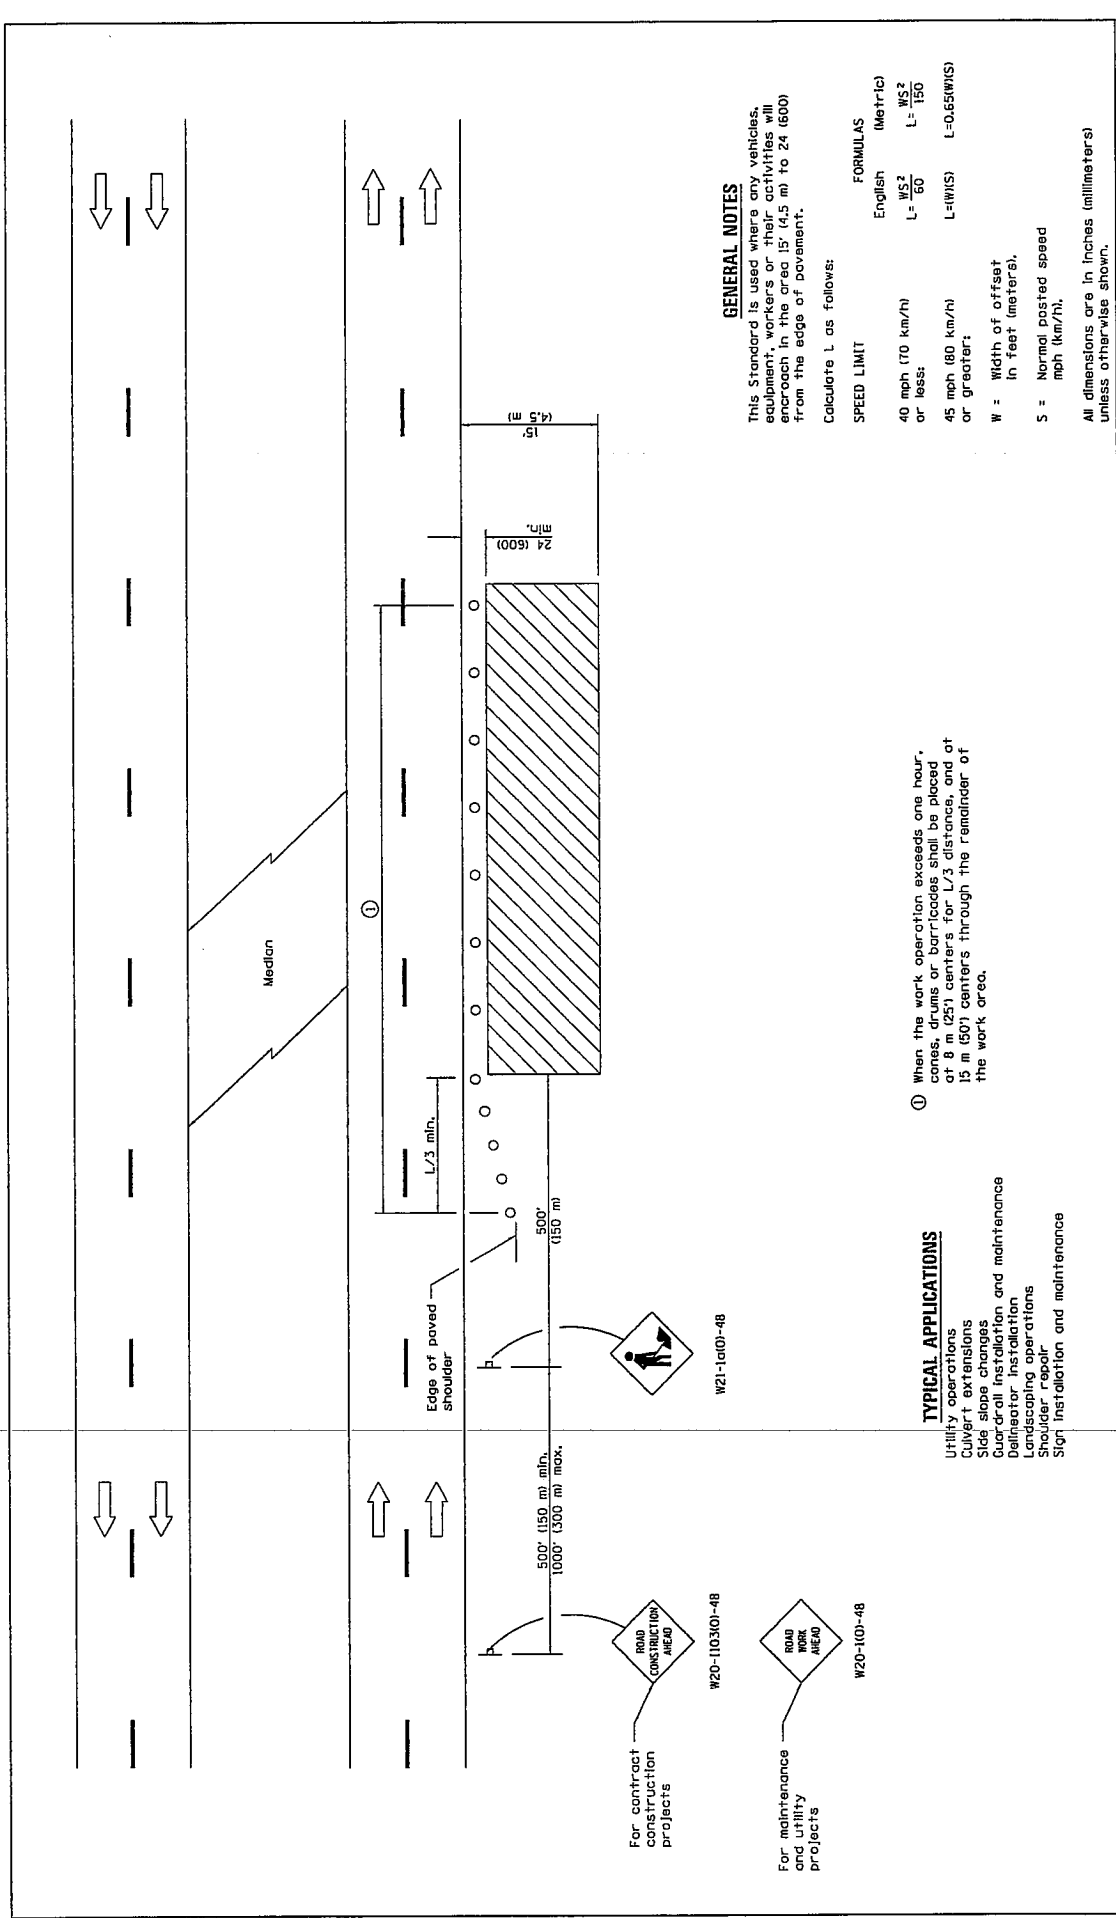 Median
①
L/3 min.
Edge of paved
shoulder
500'
(150 m)
24 (600)
min.
15'
(4.5 m)
500' (150 m) min.
1000' (300 m) max.
W21-1a(O)-48
ROAD
CONSTRUCTION
AHEAD
W20-I103(O)-48
ROAD
WORK
AHEAD
W20-1(O)-48
For contract
construction
projects
For maintenance
and utility
projects
TYPICAL APPLICATIONS
Utility operations
Culvert extensions
Side slope changes
Guardrail installation and maintenance
Delineator installation
Landscaping operations
Shoulder repair
Sign installation and maintenance
① When the work operation exceeds one hour,
cones, drums or barricades shall be placed
at 8 m (25') centers for L/3 distance, and at
15 m (50') centers through the remainder of
the work area.
GENERAL NOTES
This Standard is used where any vehicles,
equipment, workers or their activities will
encroach in the area 15' (4.5 m) to 24 (600)
from the edge of pavement.
Calculate L as follows:
SPEED LIMIT FORMULAS
English (Metric)
40 mph (70 km/h) L= WS²/60 L= WS²/150
or less:
45 mph (80 km/h) L=(W)(S) L=0.65(W)(S)
or greater:
W = Width of offset
in feet (meters).
S = Normal posted speed
mph (km/h).
All dimensions are in inches (millimeters)
unless otherwise shown.